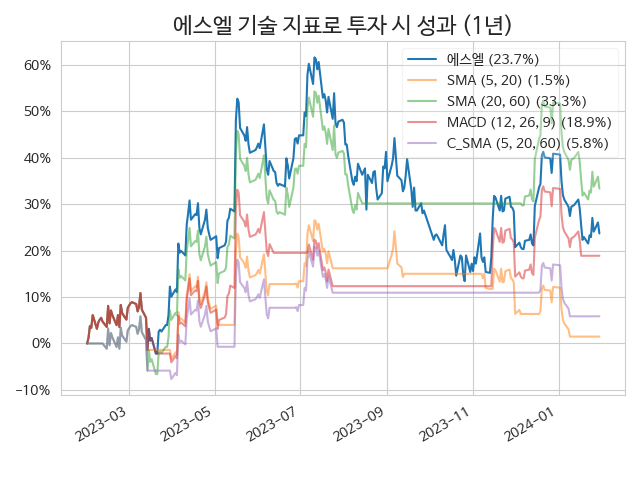 에스엘 기술 지표로 투자 시 성과 (1년)
에스엘 (23.7%)
SMA (5, 20) (1.5%)
SMA (20, 60) (33.3%)
MACD (12, 26, 9) (18.9%)
C_SMA (5, 20, 60) (5.8%)
60%
50%
40%
30%
20%
10%
0%
−10%
2023-03
2023-05
2023-07
2023-09
2023-11
2024-01